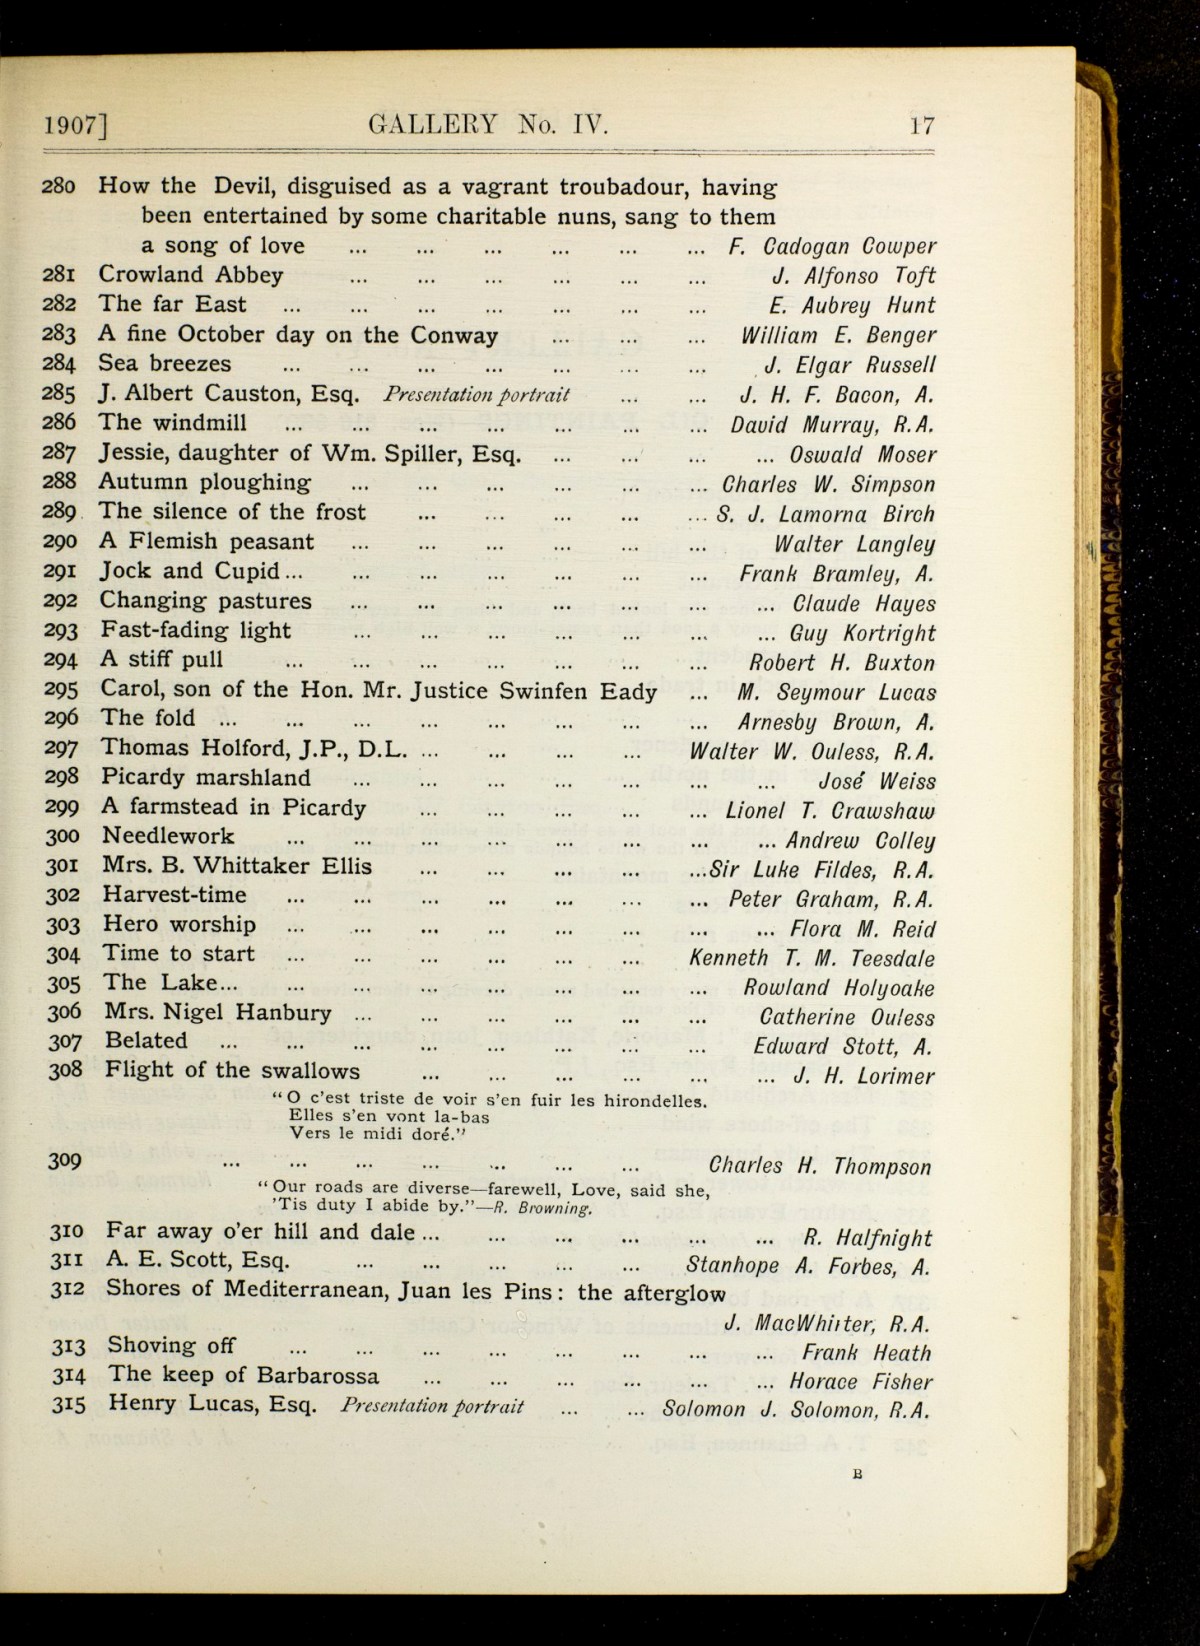 1907] GALLERY No. IV. 17
280 How the Devil, disguised as a vagrant troubadour, having
been entertained by some charitable nuns, sang to them
a song of love ... ... ... ... ... ... F. Cadogan Cowper
281 Crowland Abbey ... ... ... ... ... ... J. Alfonso Toft
282 The far East ... ... ... ... ... ... ... E. Aubrey Hunt
283 A fine October day on the Conway ... ... ... William E. Benger
284 Sea breezes ... ... ... ... ... ... ... J. Elgar Russell
285 J. Albert Causton, Esq. Presentation portrait ... ... J. H. F. Bacon, A.
286 The windmill ... ... ... ... ... ... ... David Murray, R.A.
287 Jessie, daughter of Wm. Spiller, Esq. ... ... ... ... Oswald Moser
288 Autumn ploughing ... ... ... ... ... ... Charles W. Simpson
289 The silence of the frost ... ... ... ... ... S. J. Lamorna Birch
290 A Flemish peasant ... ... ... ... ... ... Walter Langley
291 Jock and Cupid ... ... ... ... ... ... ... Frank Bramley, A.
292 Changing pastures ... ... ... ... ... ... ... Claude Hayes
293 Fast-fading light ... ... ... ... ... ... ... Guy Kortright
294 A stiff pull ... ... ... ... ... ... ... Robert H. Buxton
295 Carol, son of the Hon. Mr. Justice Swinfen Eady ... M. Seymour Lucas
296 The fold ... ... ... ... ... ... ... ... Arnesby Brown, A.
297 Thomas Holford, J.P., D.L. ... ... ... ... Walter W. Ouless, R.A.
298 Picardy marshland ... ... ... ... ... ... ... José Weiss
299 A farmstead in Picardy ... ... ... ... ... Lionel T. Crawshaw
300 Needlework ... ... ... ... ... ... ... Andrew Colley
301 Mrs. B. Whittaker Ellis ... ... ... ... ... Sir Luke Fildes, R.A.
302 Harvest-time ... ... ... ... ... ... ... Peter Graham, R.A.
303 Hero worship ... ... ... ... ... ... ... ... Flora M. Reid
304 Time to start ... ... ... ... ... ... Kenneth T. M. Teesdale
305 The Lake... ... ... ... ... ... ... ... Rowland Holyoake
306 Mrs. Nigel Hanbury ... ... ... ... ... ... Catherine Ouless
307 Belated ... ... ... ... ... ... ... ... Edward Stott, A.
308 Flight of the swallows ... ... ... ... ... ... J. H. Lorimer
“O c'est triste de voir s'en fuir les hirondelles.
Elles s'en vont la-bas
Vers le midi doré.”
309 ... ... ... ... ... ... ... Charles H. Thompson
“Our roads are diverse—farewell, Love, said she,
'Tis duty I abide by.”—R. Browning.
310 Far away o'er hill and dale ... ... ... ... ... ... R. Halfnight
311 A. E. Scott, Esq. ... ... ... ... ... Stanhope A. Forbes, A.
312 Shores of Mediterranean, Juan les Pins: the afterglow
J. MacWhirter, R.A.
313 Shoving off ... ... ... ... ... ... ... ... Frank Heath
314 The keep of Barbarossa ... ... ... ... ... ... Horace Fisher
315 Henry Lucas, Esq. Presentation portrait ... ... Solomon J. Solomon, R.A.
B